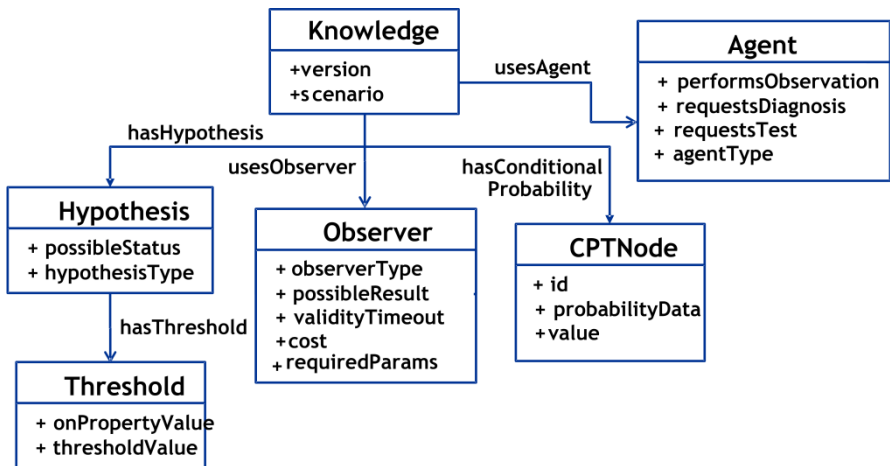 Knowledge
+version
+scenario
usesAgent
Agent
+ performsObservation
+ requestsDiagnosis
+ requestsTest
+ agentType
hasHypothesis
usesObserver
hasConditional
Probability
Hypothesis
+ possibleStatus
+ hypothesisType
Observer
+ observerType
+ possibleResult
+ validityTimeout
+cost
+ requiredParams
CPTNode
+ id
+ probabilityData
+value
hasThreshold
Threshold
+ onPropertyValue
+ thresholdValue